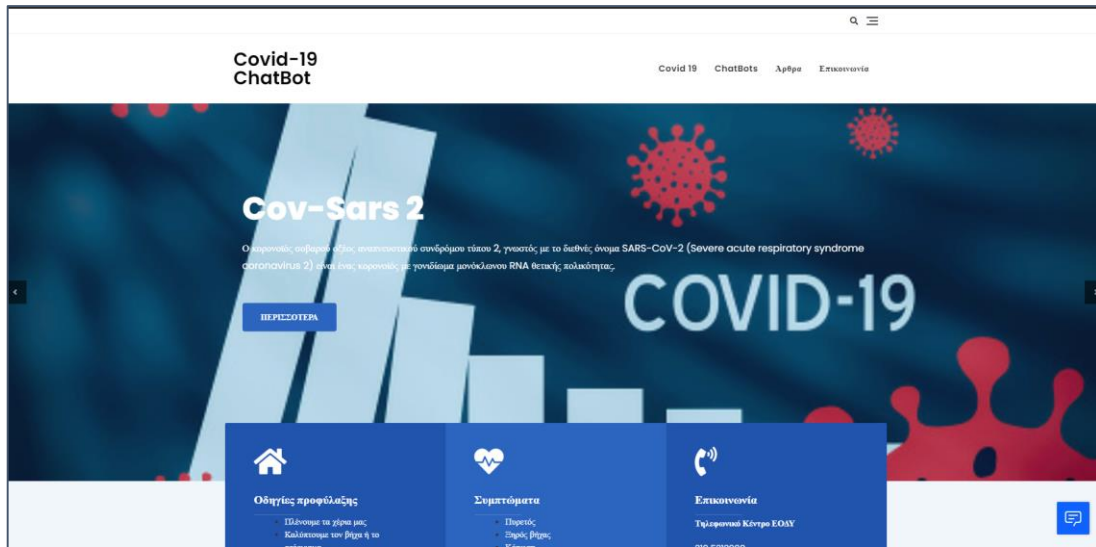 Covid-19
ChatBot
Covid 19 ChatBots Άρθρα Επικοινωνία
Cov-Sars 2
Ο κορονοϊός σοβαρού οξέος αναπνευστικού συνδρόμου τύπου 2, γνωστός με το διεθνές όνομα SARS-CoV-2 (Severe acute respiratory syndrome
coronavirus 2) είναι ένας κορονοϊός με γονιδίωμα μονόκλωνου RNA θετικής πολικότητας.
ΠΕΡΙΣΣΟΤΕΡΑ
COVID-19
Οδηγίες προφύλαξης
Πλένουμε τα χέρια μας
Καλύπτουμε τον βήχα ή το
Συμπτώματα
Πυρετός
Ξηρός βήχας
Επικοινωνία
Τηλεφωνικό Κέντρο ΕΟΔΥ